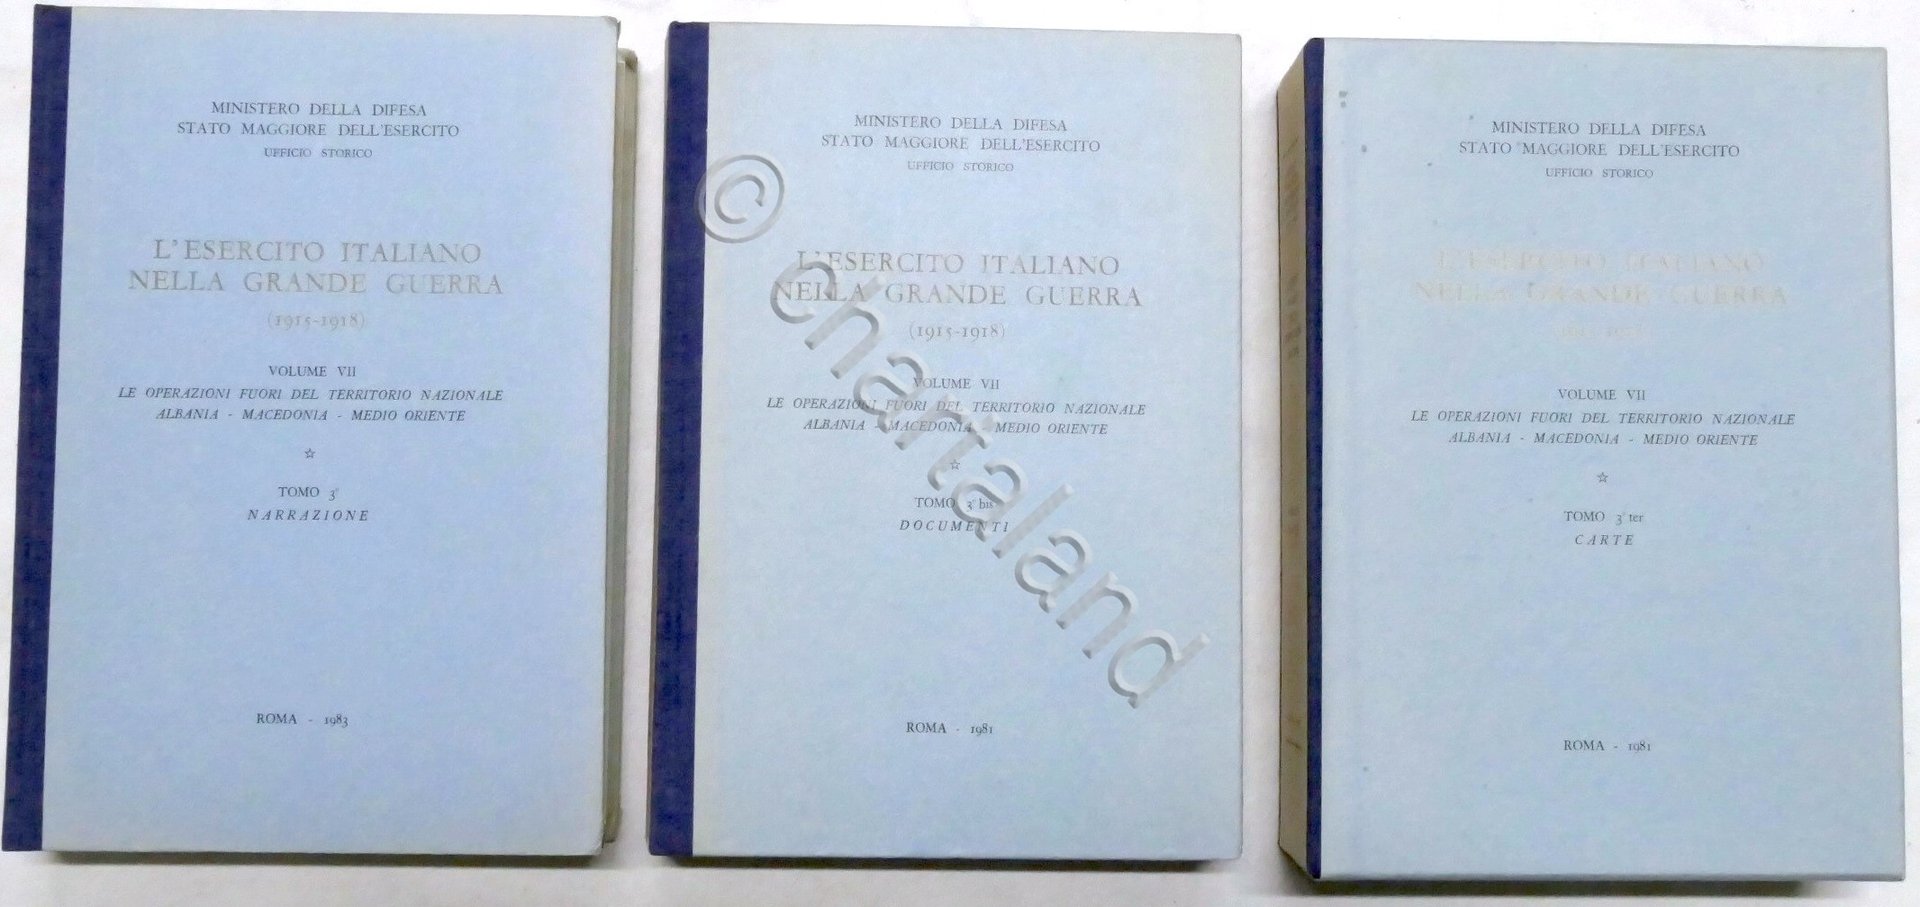 MINISTERO DELLA DIFESA
STATO MAGGIORE DELL'ESERCITO
UFFICIO STORICO
L'ESERCITO ITALIANO
NELLA GRANDE GUERRA
(1915-1918)
VOLUME VII
LE OPERAZIONI FUORI DEL TERRITORIO NAZIONALE
ALBANIA - MACEDONIA - MEDIO ORIENTE
☆
TOMO 3°
NARRAZIONE
ROMA - 1983
MINISTERO DELLA DIFESA
STATO MAGGIORE DELL'ESERCITO
UFFICIO STORICO
L'ESERCITO ITALIANO
NELLA GRANDE GUERRA
(1915-1918)
VOLUME VII
LE OPERAZIONI FUORI DEL TERRITORIO NAZIONALE
ALBANIA - MACEDONIA - MEDIO ORIENTE
☆
TOMO 3° bis
DOCUMENTI
ROMA - 1981
MINISTERO DELLA DIFESA
STATO MAGGIORE DELL'ESERCITO
UFFICIO STORICO
L'ESERCITO ITALIANO
NELLA GRANDE GUERRA
VOLUME VII
LE OPERAZIONI FUORI DEL TERRITORIO NAZIONALE
ALBANIA - MACEDONIA - MEDIO ORIENTE
☆
TOMO 3° ter
CARTE
ROMA - 1981
© chartaland